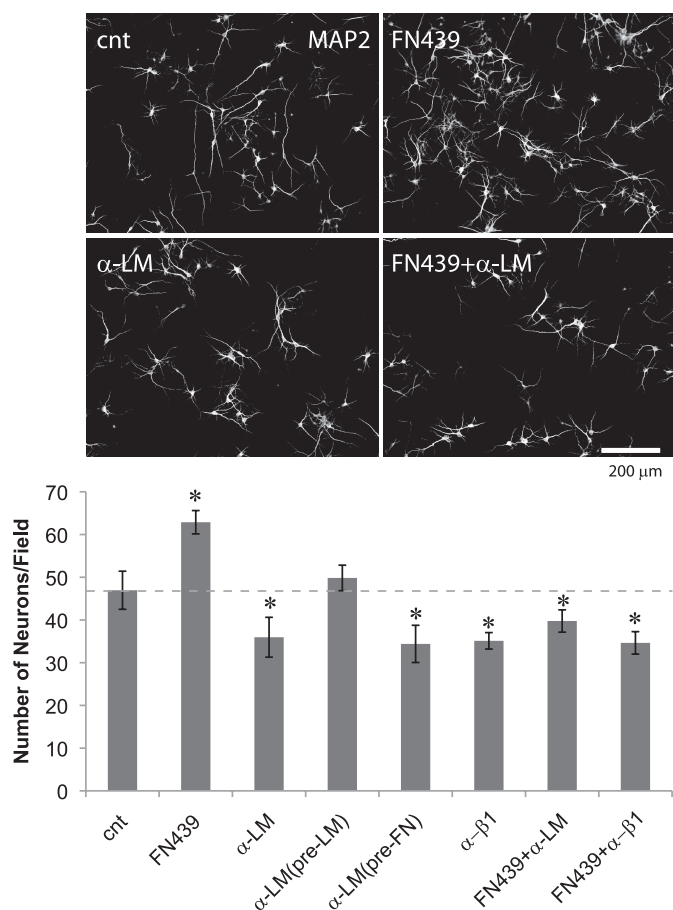 cnt MAP2 FN439
α-LM FN439+α-LM
200 μm
Number of Neurons/Field
70
60
50
40
30
20
10
0
* * * * * *
cnt
FN439
α-LM
α-LM(pre-LM)
α-LM(pre-FN)
α-β1
FN439+α-LM
FN439+α-β1